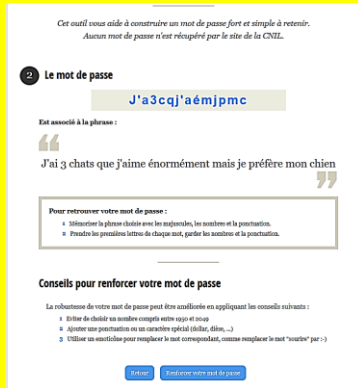 Cet outil vous aide à construire un mot de passe fort et simple à retenir.
Aucun mot de passe n'est récupéré par le site de la CNIL.
2 Le mot de passe
J'a3cqj'aémjpmc
Est associé à la phrase :
“
J'ai 3 chats que j'aime énormément mais je préfère mon chien
”
Pour retrouver votre mot de passe :
1 Mémoriser la phrase choisie avec les majuscules, les nombres et la ponctuation.
2 Prendre les premières lettres de chaque mot, garder les nombres et la ponctuation.
Conseils pour renforcer votre mot de passe
La robustesse de votre mot de passe peut être améliorée en appliquant les conseils suivants :
1 Eviter de choisir un nombre compris entre 1950 et 2049
2 Ajouter une ponctuation ou un caractère spécial (dollar, dièse, ...)
3 Utiliser un emoticône pour remplacer le mot correspondant, comme remplacer le mot "sourire" par :-)
Retour Renforcer votre mot de passe